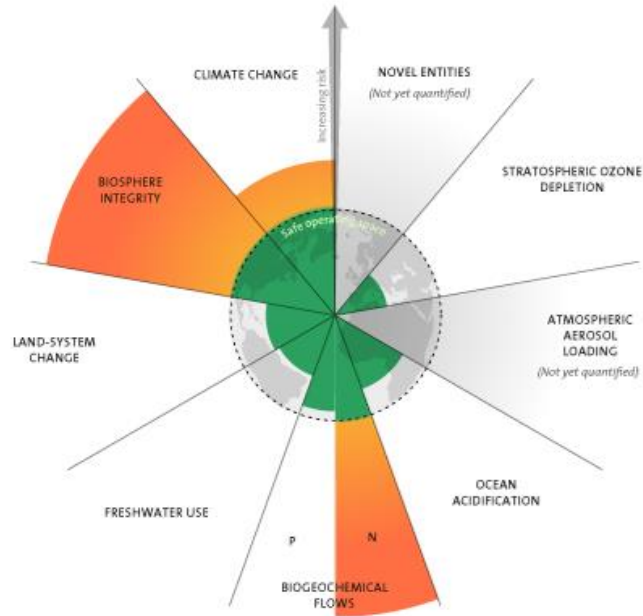 CLIMATE CHANGE
Increasing risk
NOVEL ENTITIES
(Not yet quantified)
STRATOSPHERIC OZONE
DEPLETION
BIOSPHERE
INTEGRITY
Safe operating space
LAND-SYSTEM
CHANGE
ATMOSPHERIC
AEROSOL
LOADING
(Not yet quantified)
FRESHWATER USE
OCEAN
ACIDIFICATION
P
N
BIOGEOCHEMICAL
FLOWS